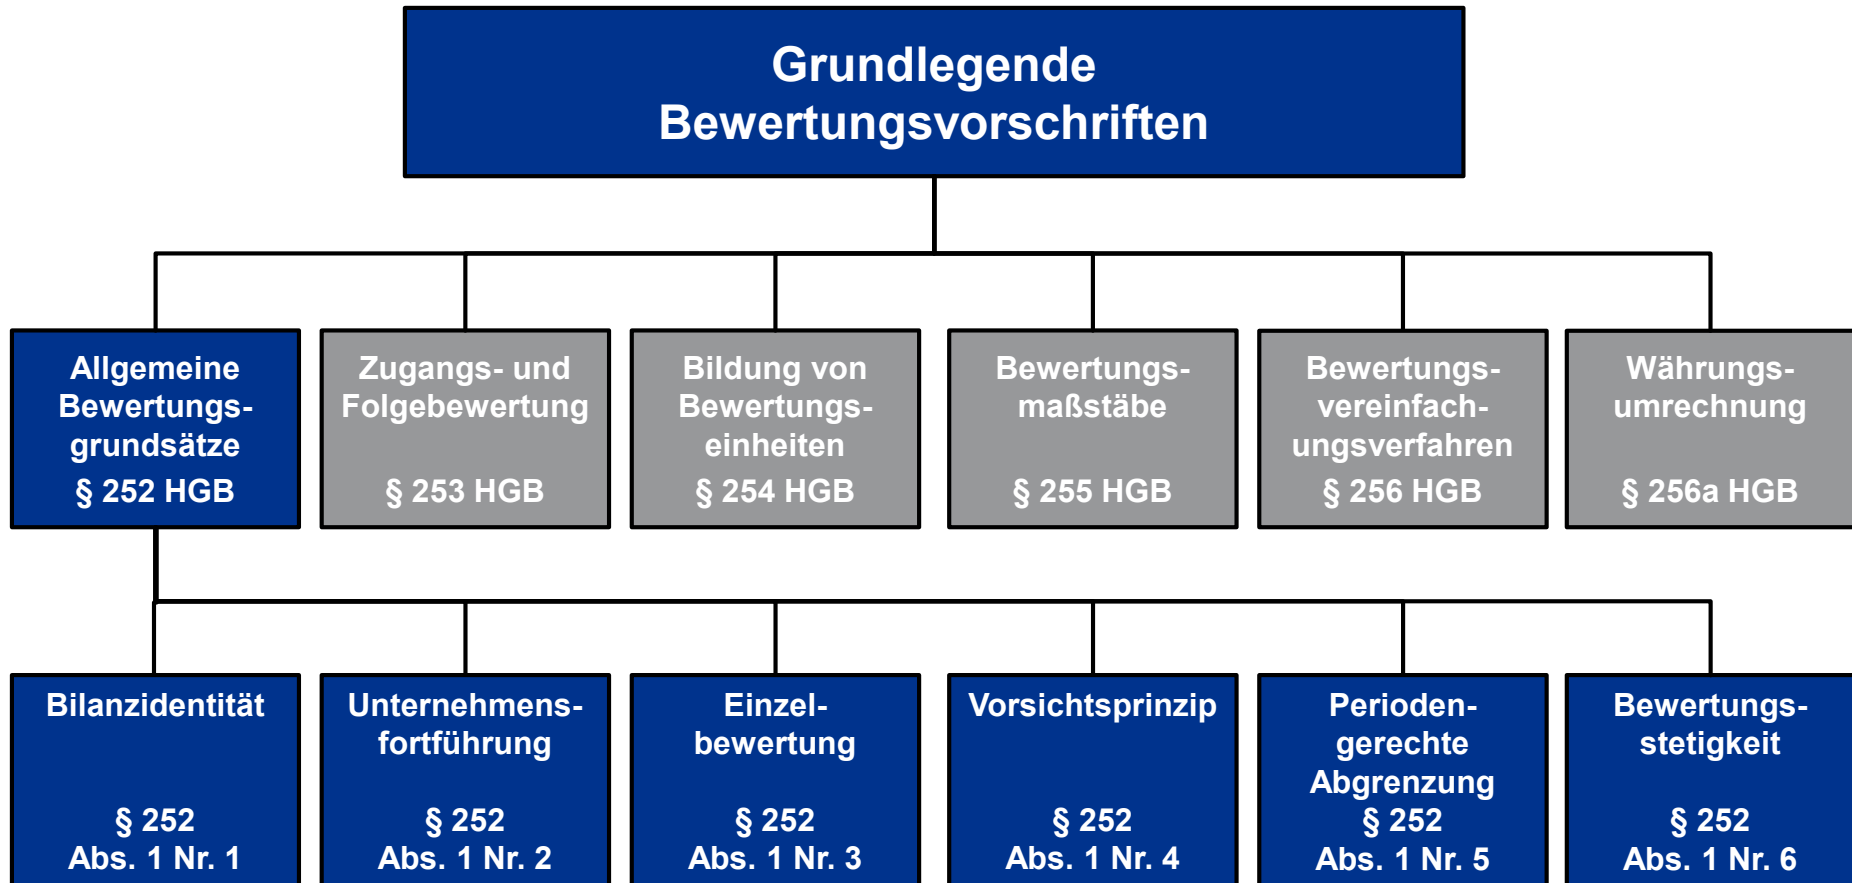 Grundlegende
Bewertungsvorschriften
Allgemeine
Bewertungs-
grundsätze
§ 252 HGB
Zugangs- und
Folgebewertung
§ 253 HGB
Bildung von
Bewertungs-
einheiten
§ 254 HGB
Bewertungs-
maßstäbe
§ 255 HGB
Bewertungs-
vereinfach-
ungsverfahren
§ 256 HGB
Währungs-
umrechnung
§ 256a HGB
Bilanzidentität
§ 252
Abs. 1 Nr. 1
Unternehmens-
fortführung
§ 252
Abs. 1 Nr. 2
Einzel-
bewertung
§ 252
Abs. 1 Nr. 3
Vorsichtsprinzip
§ 252
Abs. 1 Nr. 4
Perioden-
gerechte
Abgrenzung
§ 252
Abs. 1 Nr. 5
Bewertungs-
stetigkeit
§ 252
Abs. 1 Nr. 6